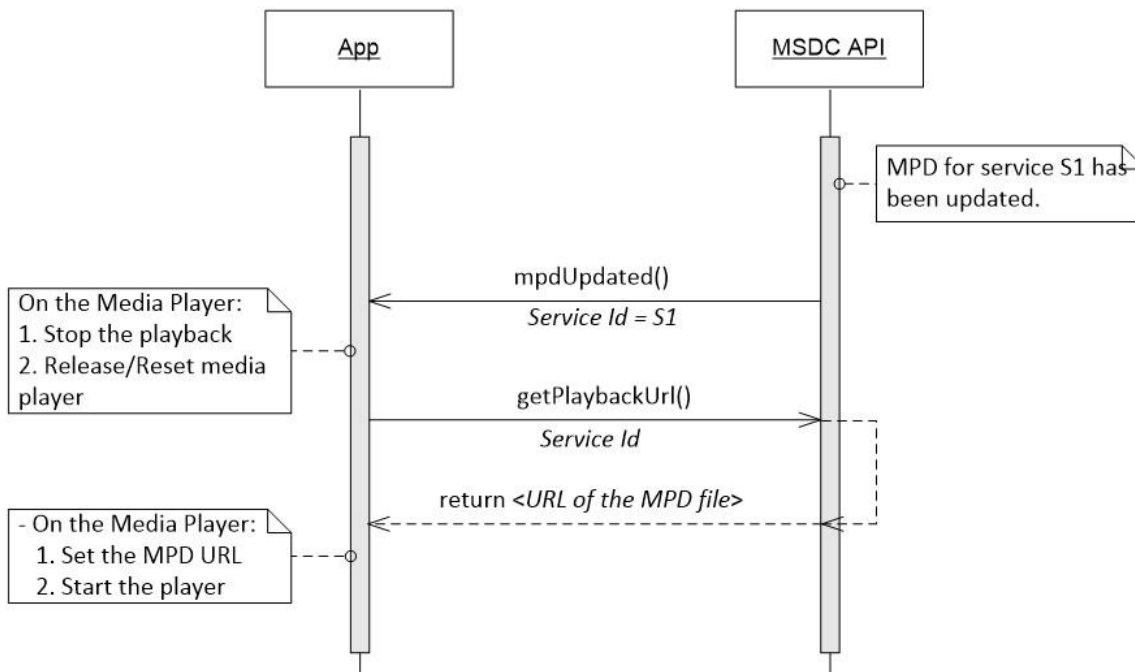 App
MSDC API
MPD for service S1 has
been updated.
mpdUpdated()
Service Id = S1
On the Media Player:
1. Stop the playback
2. Release/Reset media
player
getPlaybackUrl()
Service Id
return <URL of the MPD file>
- On the Media Player:
1. Set the MPD URL
2. Start the player